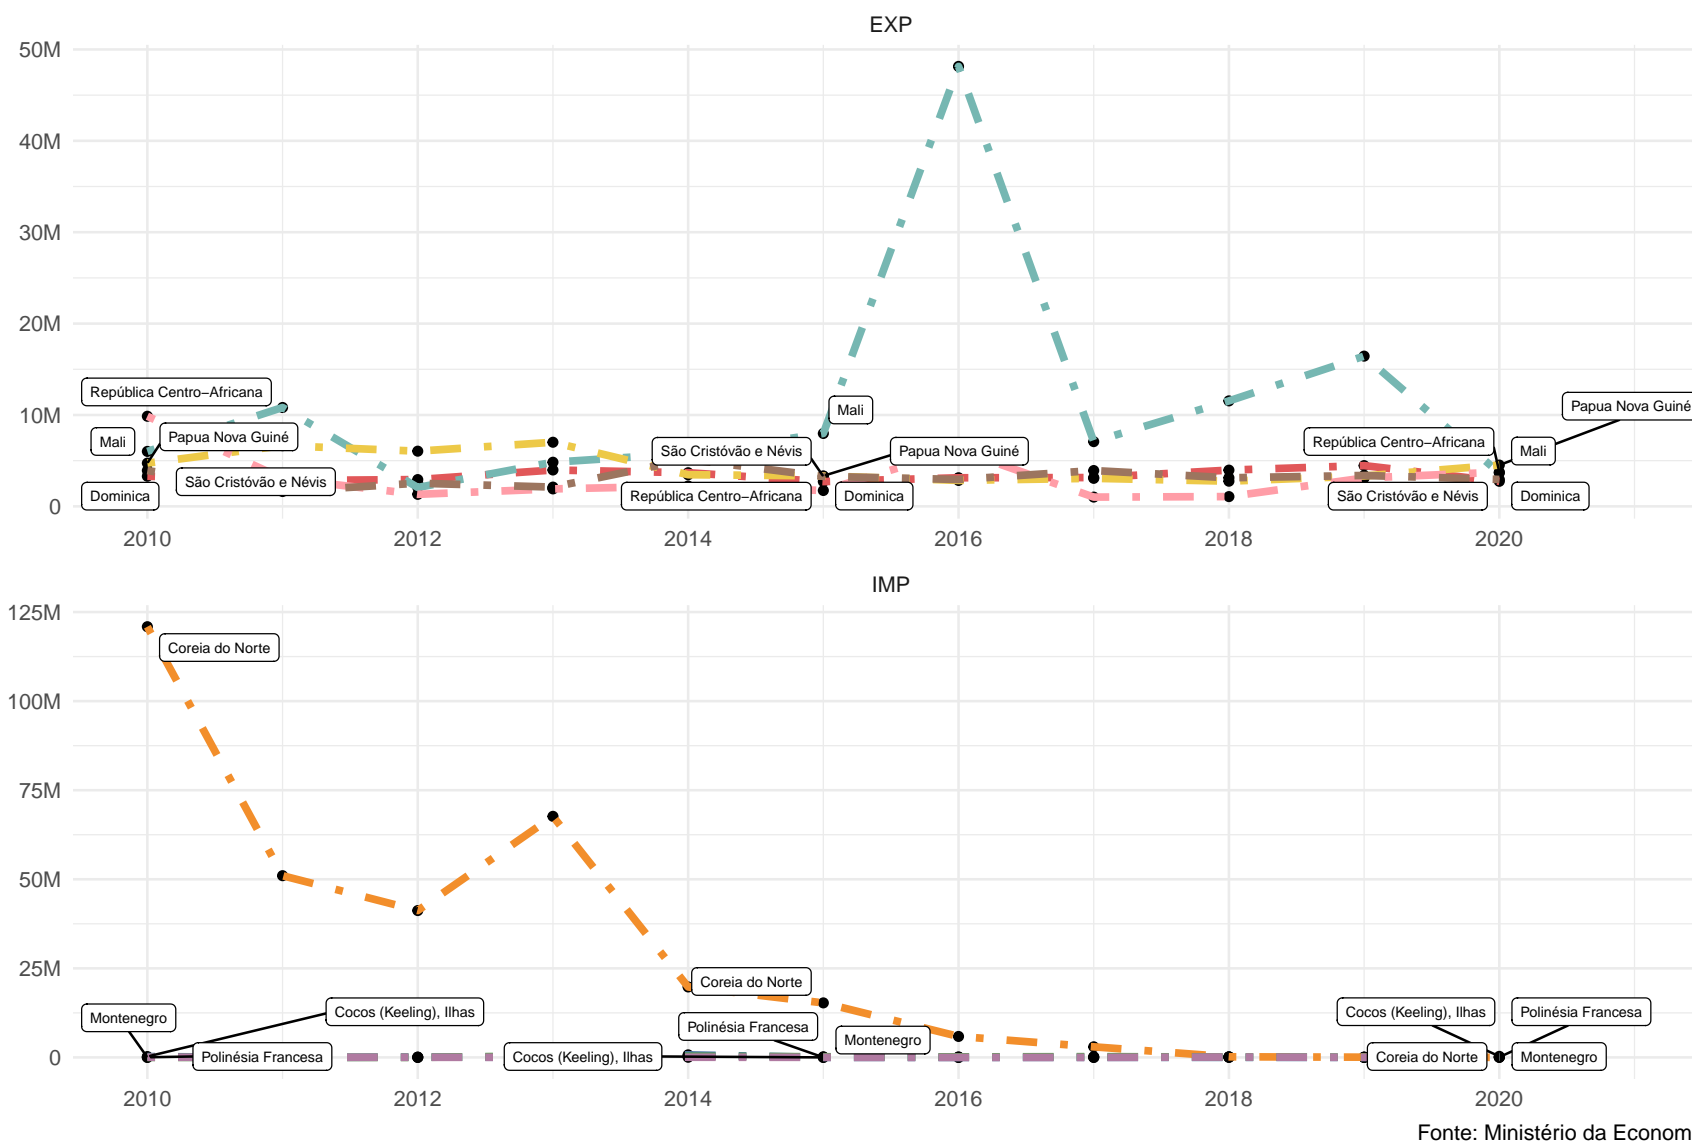 EXP
50M
40M
30M
20M
10M
0
República Centro−Africana
Mali
Papua Nova Guiné
São Cristóvão e Névis
Dominica
São Cristóvão e Névis
República Centro−Africana
Mali
Papua Nova Guiné
Dominica
República Centro−Africana
São Cristóvão e Névis
Papua Nova Guiné
Mali
Dominica
2010 2012 2014 2016 2018 2020
IMP
125M
100M
75M
50M
25M
0
Coreia do Norte
Montenegro
Cocos (Keeling), Ilhas
Polinésia Francesa
Coreia do Norte
Polinésia Francesa
Montenegro
Cocos (Keeling), Ilhas
Cocos (Keeling), Ilhas
Polinésia Francesa
Coreia do Norte
Montenegro
2010 2012 2014 2016 2018 2020
Fonte: Ministério da Econom